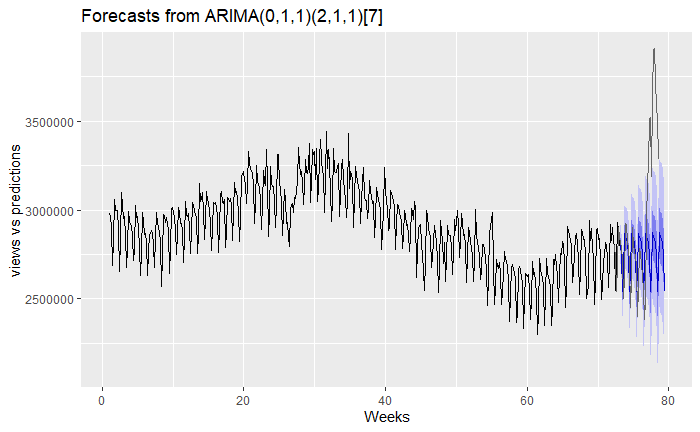 Forecasts from ARIMA(0,1,1)(2,1,1)[7]
views vs predictions
3500000
3000000
2500000
0 20 40 60 80
Weeks